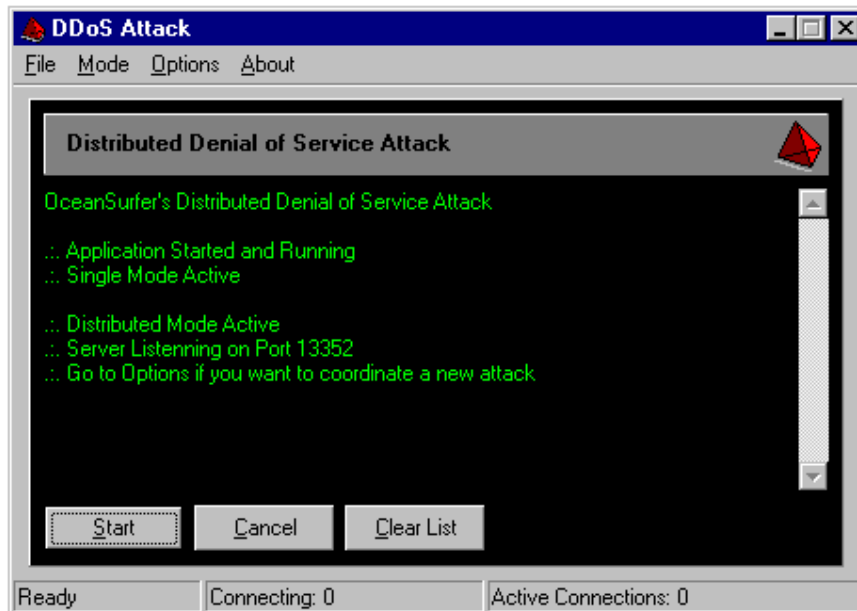 DDoS Attack
File Mode Options About
Distributed Denial of Service Attack
OceanSurfer's Distributed Denial of Service Attack
.:. Application Started and Running
.:. Single Mode Active
.:. Distributed Mode Active
.:. Server Listenning on Port 13352
.:. Go to Options if you want to coordinate a new attack
Start Cancel Clear List
Ready Connecting: 0 Active Connections: 0